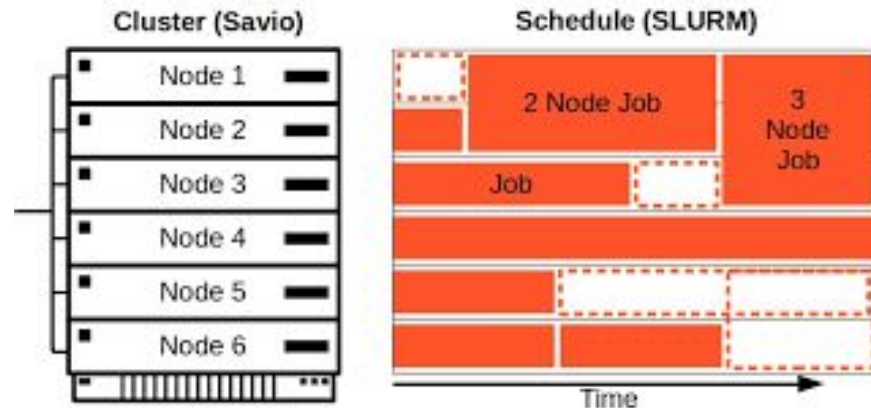 Cluster (Savio)
Schedule (SLURM)
Node 1
Node 2
Node 3
Node 4
Node 5
Node 6
2 Node Job
3
Node
Job
Job
Time